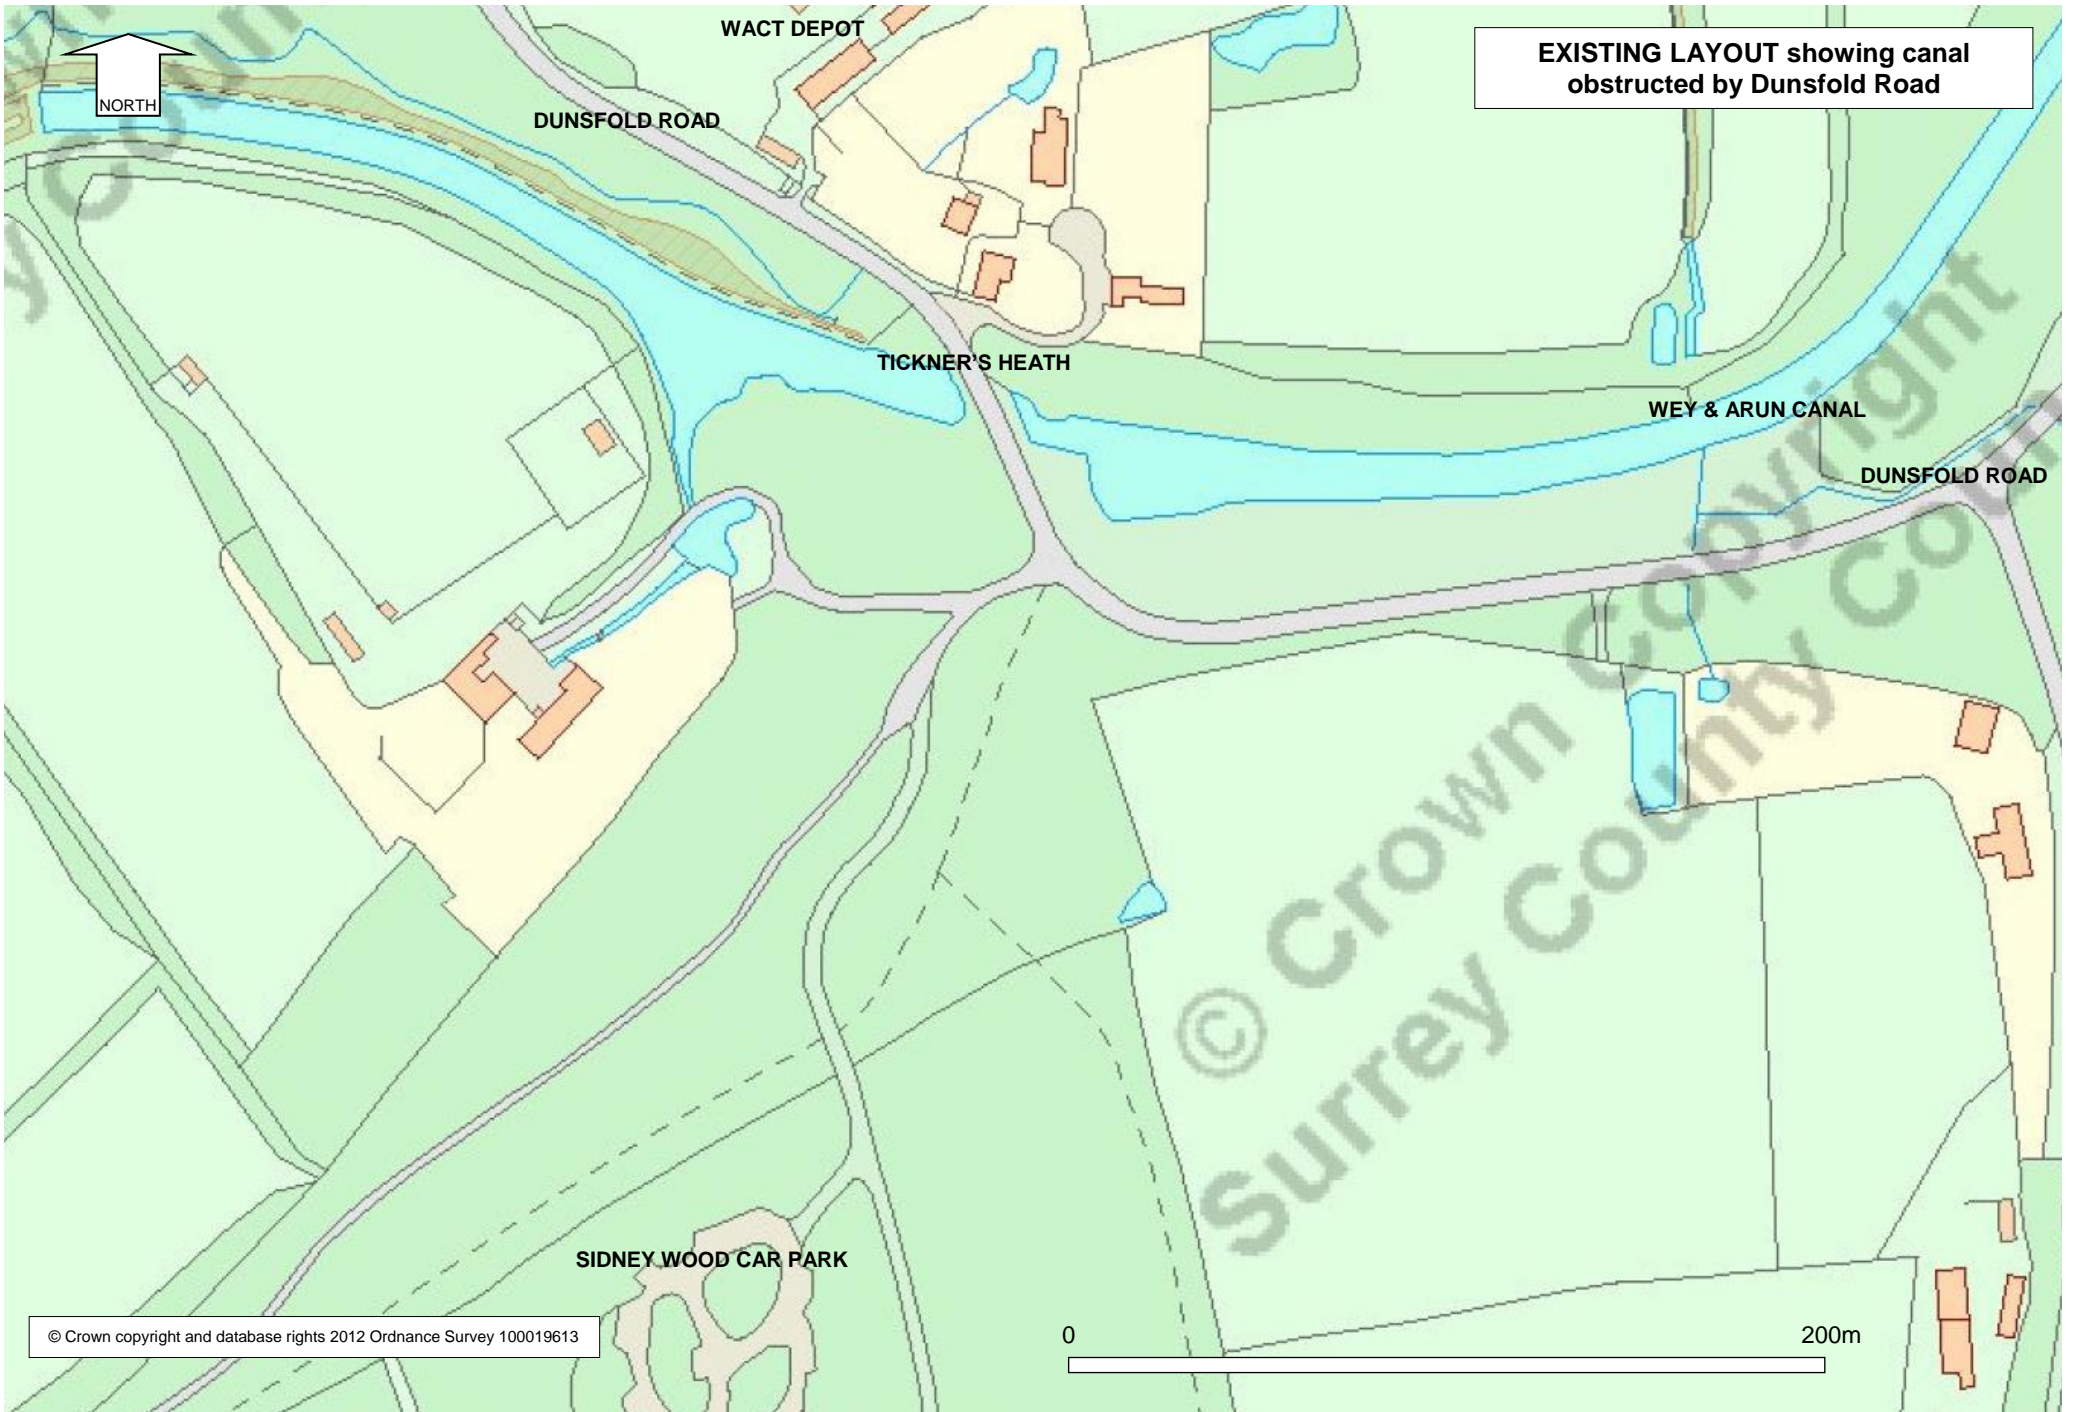 WACT DEPOT
EXISTING LAYOUT showing canal
obstructed by Dunsfold Road
NORTH
DUNSFOLD ROAD
TICKNER'S HEATH
WEY & ARUN CANAL
DUNSFOLD ROAD
© Crown Copyright
Surrey County Coun
y Coun
SIDNEY WOOD CAR PARK
© Crown copyright and database rights 2012 Ordnance Survey 100019613
0
200m